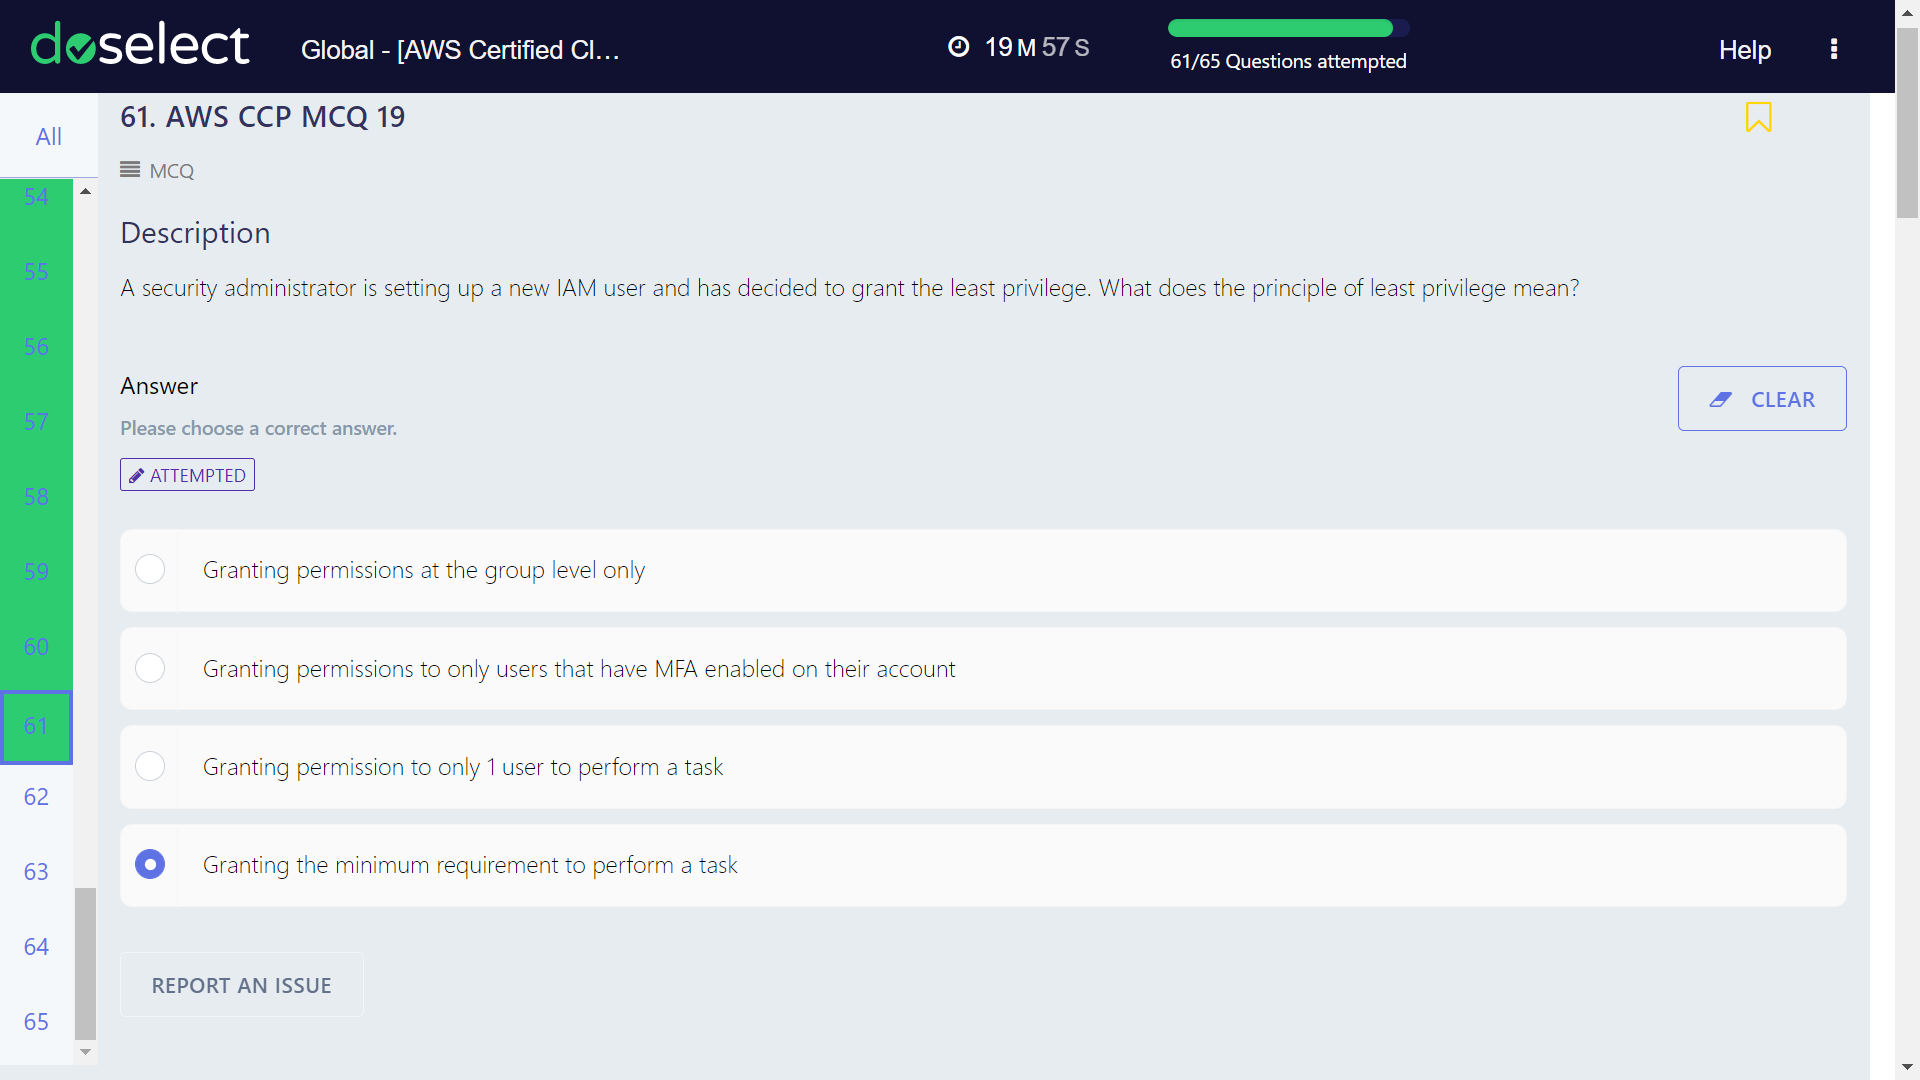 doselect
Global - [AWS Certified Cl...
19 M 57 S
61/65 Questions attempted
Help
All
54
55
56
57
58
59
60
61
62
63
64
65
61. AWS CCP MCQ 19
MCQ
Description
A security administrator is setting up a new IAM user and has decided to grant the least privilege. What does the principle of least privilege mean?
Answer
Please choose a correct answer.
CLEAR
ATTEMPTED
Granting permissions at the group level only
Granting permissions to only users that have MFA enabled on their account
Granting permission to only 1 user to perform a task
Granting the minimum requirement to perform a task
REPORT AN ISSUE